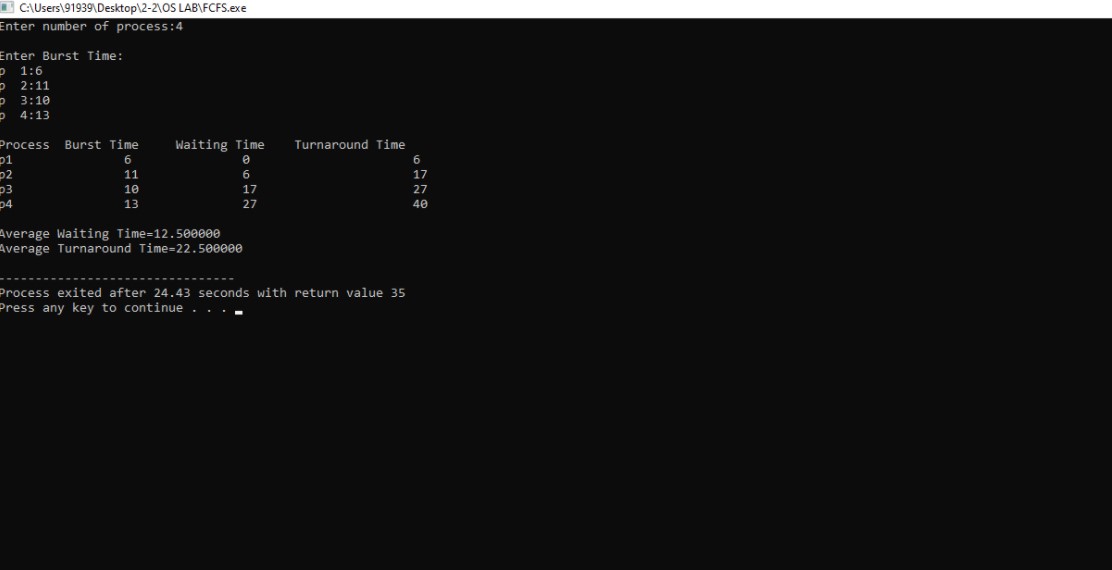 C:\Users\91939\Desktop\2-2\OS LAB\FCFS.exe
Enter number of process:4
Enter Burst Time:
p  1:6
p  2:11
p  3:10
p  4:13
Process  Burst Time     Waiting Time    Turnaround Time
p1               6               0                      6
p2               11              6                      17
p3               10              17                     27
p4               13              27                     40
Average Waiting Time=12.500000
Average Turnaround Time=22.500000
--------------------------------
Process exited after 24.43 seconds with return value 35
Press any key to continue . . .